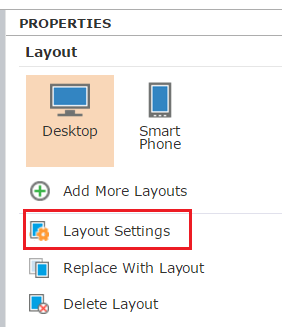 PROPERTIES
Layout
Desktop Smart
Phone
Add More Layouts
Layout Settings
Replace With Layout
Delete Layout